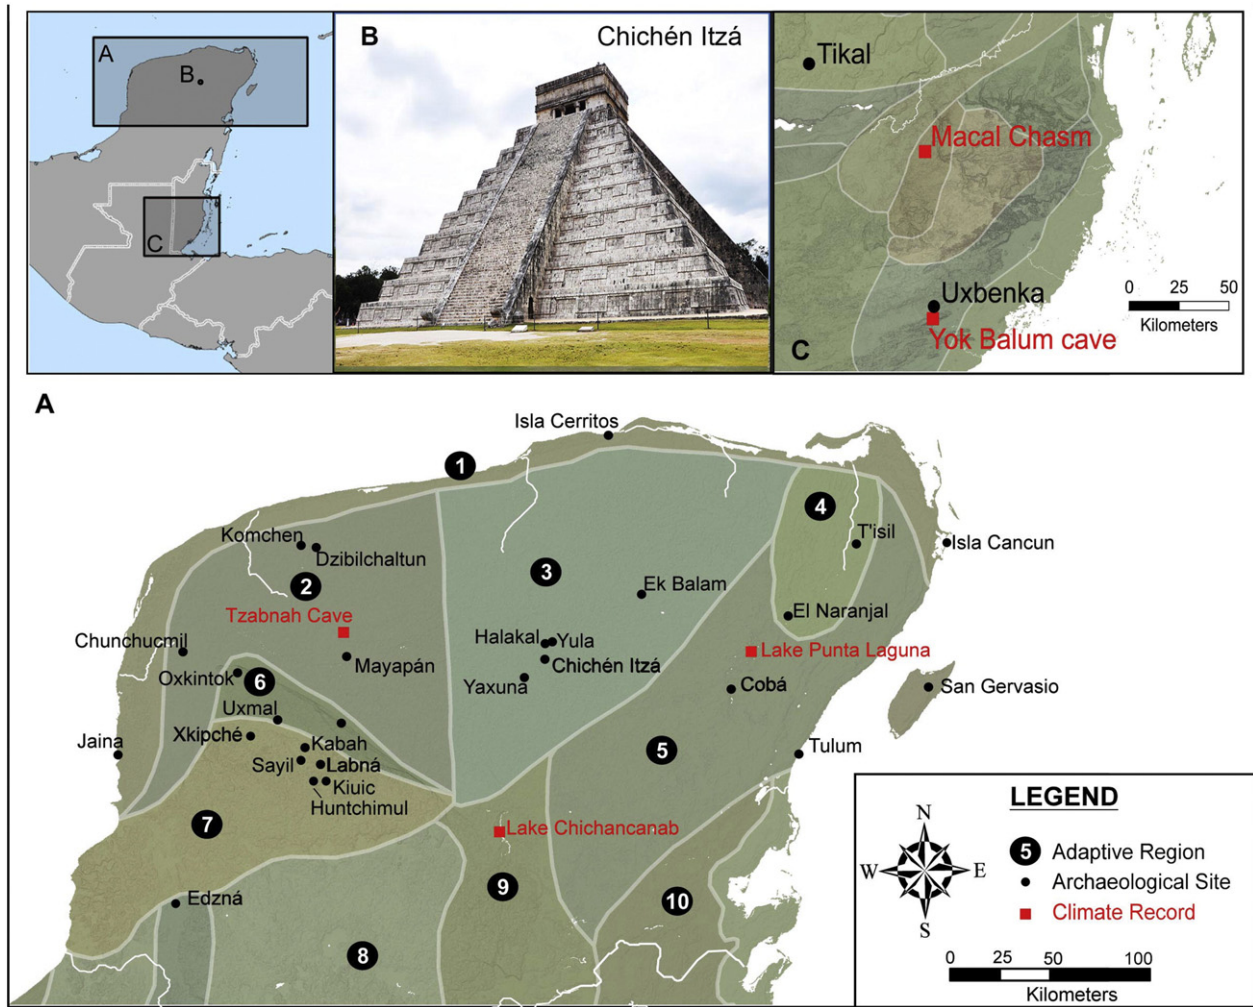 A
B
C
B
Chichén Itzá
Tikal
Macal Chasm
Uxbenka
Yok Balum cave
0 25 50
Kilometers
C
A
Isla Cerritos
1
4
Komchen
Dzibilchaltun
T'isil
Isla Cancun
2
3
Ek Balam
Tzabnah Cave
El Naranjal
Chunchucmil
Halakal
Yula
Lake Punta Laguna
Mayapán
Chichén Itzá
Oxkintok
6
Yaxuna
Cobá
San Gervasio
Uxmal
Xkipché
Jaina
Kabah
5
Tulum
Sayil
Labná
Kiuic
Huntchimul
7
Lake Chichancanab
9
10
Edzná
8
LEGEND
N
W
E
S
5 Adaptive Region
Archaeological Site
Climate Record
0 25 50 100
Kilometers